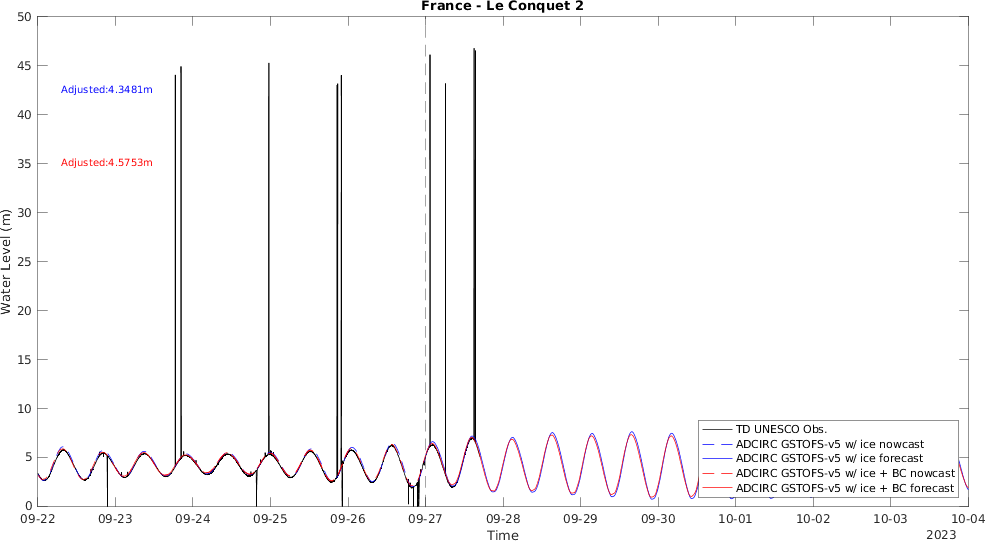 France - Le Conquet 2
50
45
40
35
30
25
20
15
10
5
0
Water Level (m)
Adjusted:4.3481m
Adjusted:4.5753m
TD UNESCO Obs.
ADCIRC GSTOFS-v5 w/ ice nowcast
ADCIRC GSTOFS-v5 w/ ice forecast
ADCIRC GSTOFS-v5 w/ ice + BC nowcast
ADCIRC GSTOFS-v5 w/ ice + BC forecast
09-22 09-23 09-24 09-25 09-26 09-27 09-28 09-29 09-30 10-01 10-02 10-03 10-04
Time
2023